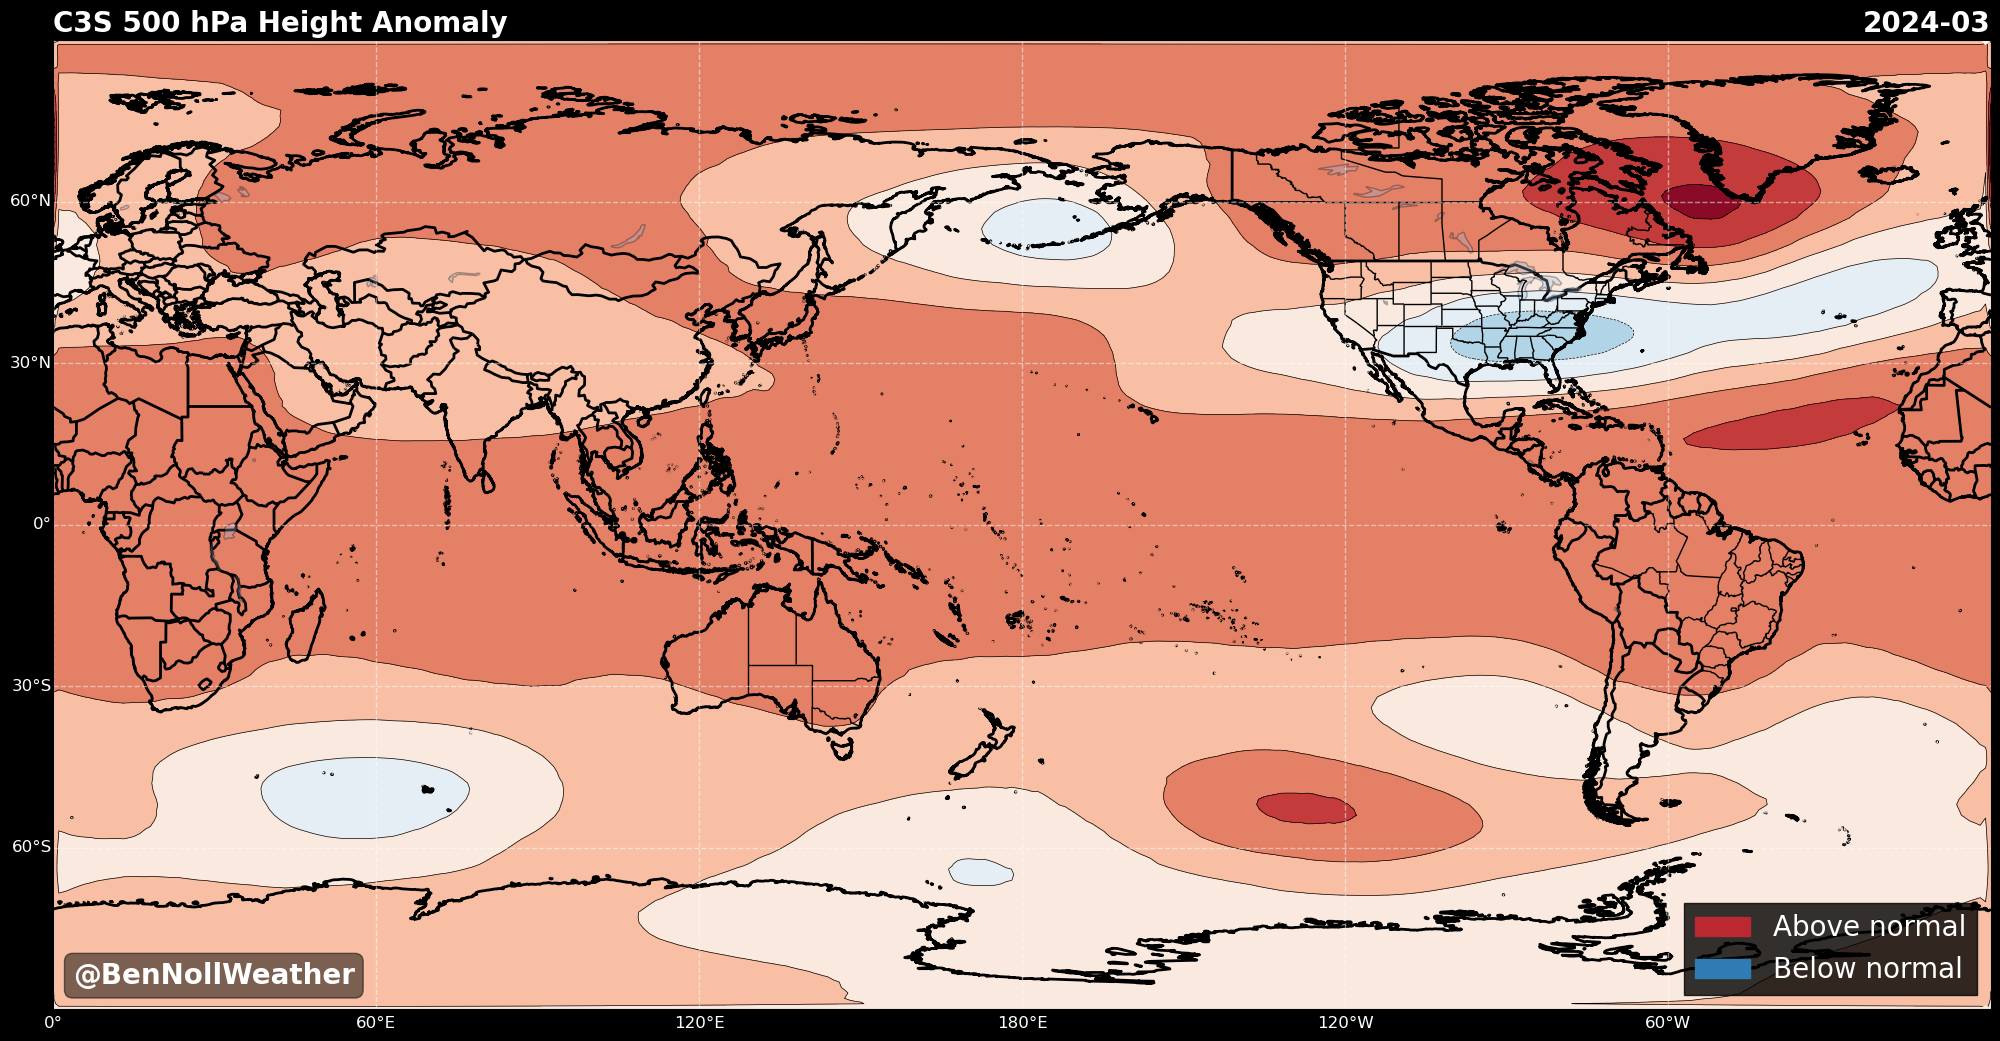 C3S 500 hPa Height Anomaly
2024-03
60°N
30°N
0°
30°S
60°S
0°
60°E
120°E
180°E
120°W
60°W
Above normal
Below normal
@BenNollWeather